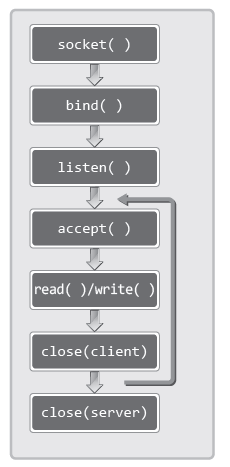 socket( )
bind( )
listen( )
accept( )
read( )/write( )
close(client)
close(server)